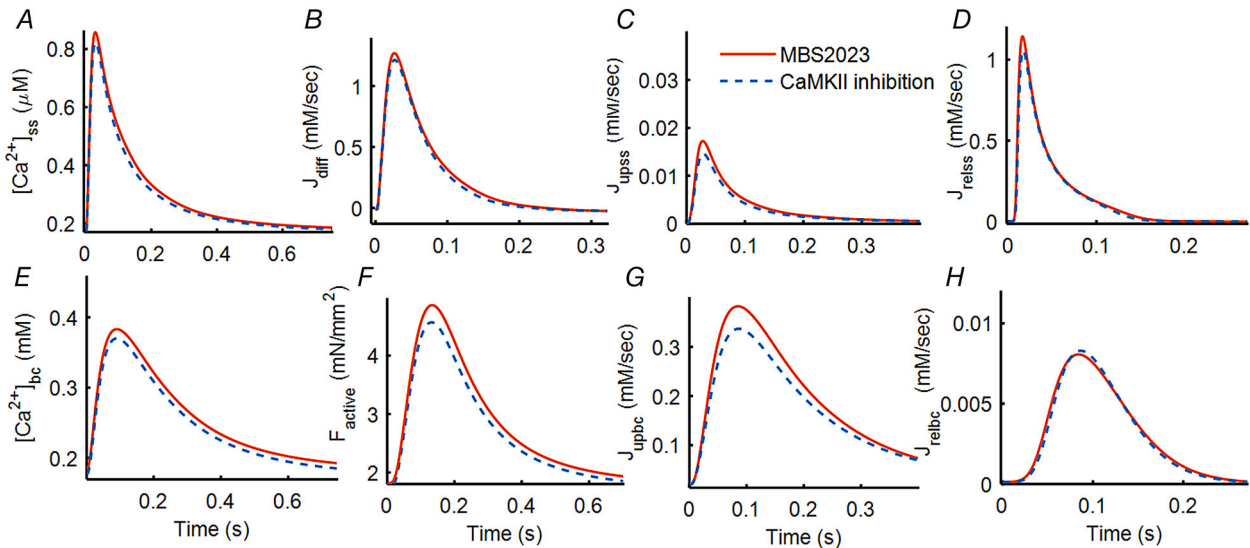 A
[Ca²⁺]ss (μM)
0.8
0.6
0.4
0.2
0 0.2 0.4 0.6
B
Jdiff (mM/sec)
1
0.5
0
0 0.1 0.2 0.3
C
Jupss (mM/sec)
0.03
0.02
0.01
0
0 0.1 0.2 0.3 0.4
MBS2023
CaMKII inhibition
D
Jrelss (mM/sec)
1
0.5
0
0 0.1 0.2
E
[Ca²⁺]bc (mM)
0.4
0.3
0.2
0.2 0.4 0.6
Time (s)
F
Factive (mN/mm²)
4
3
2
0 0.2 0.4 0.6
Time (s)
G
Jupbc (mM/sec)
0.3
0.2
0.1
0 0.1 0.2 0.3
Time (s)
H
Jrelbc (mM/sec)
0.01
0.005
0
0 0.1 0.2
Time (s)